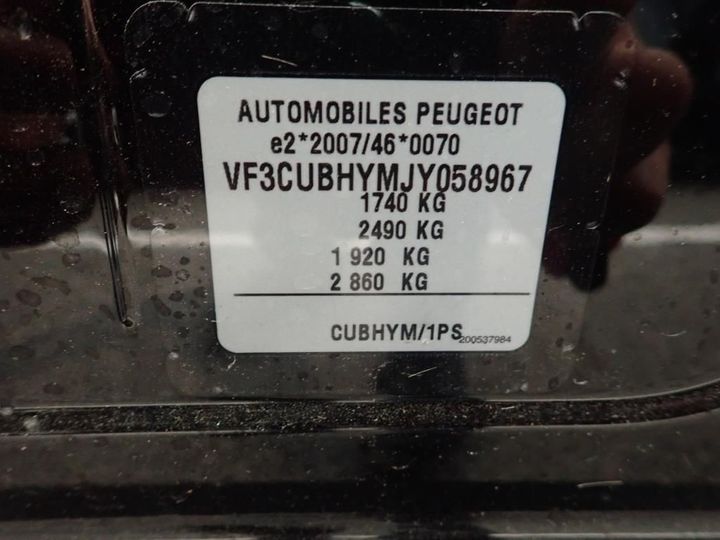 AUTOMOBILES PEUGEOT
e2*2007/46*0070
VF3CUBHYMJY058967
1740 KG
2490 KG
1 920 KG
2 860 KG
CUBHYM/1PS
200537984